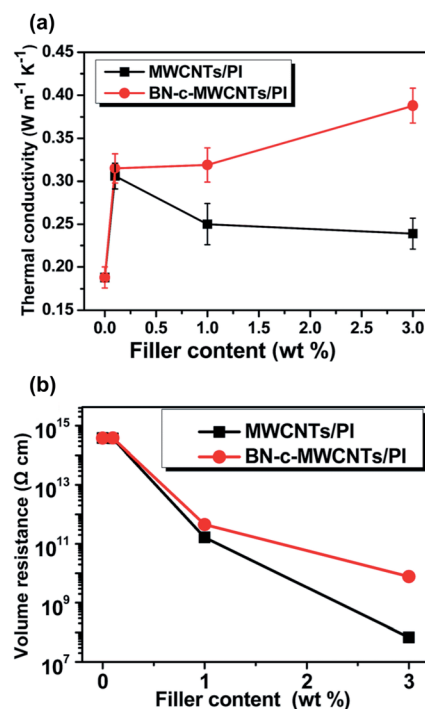 (a)
0.45
0.40
0.35
0.30
0.25
0.20
0.15
Thermal conductivity (W m⁻¹ K⁻¹)
MWCNTs/PI
BN-c-MWCNTs/PI
0.0 0.5 1.0 1.5 2.0 2.5 3.0
Filler content (wt %)
(b)
10¹⁵
10¹³
10¹¹
10⁹
10⁷
Volume resistance (Ω cm)
MWCNTs/PI
BN-c-MWCNTs/PI
0 1 2 3
Filler content (wt %)